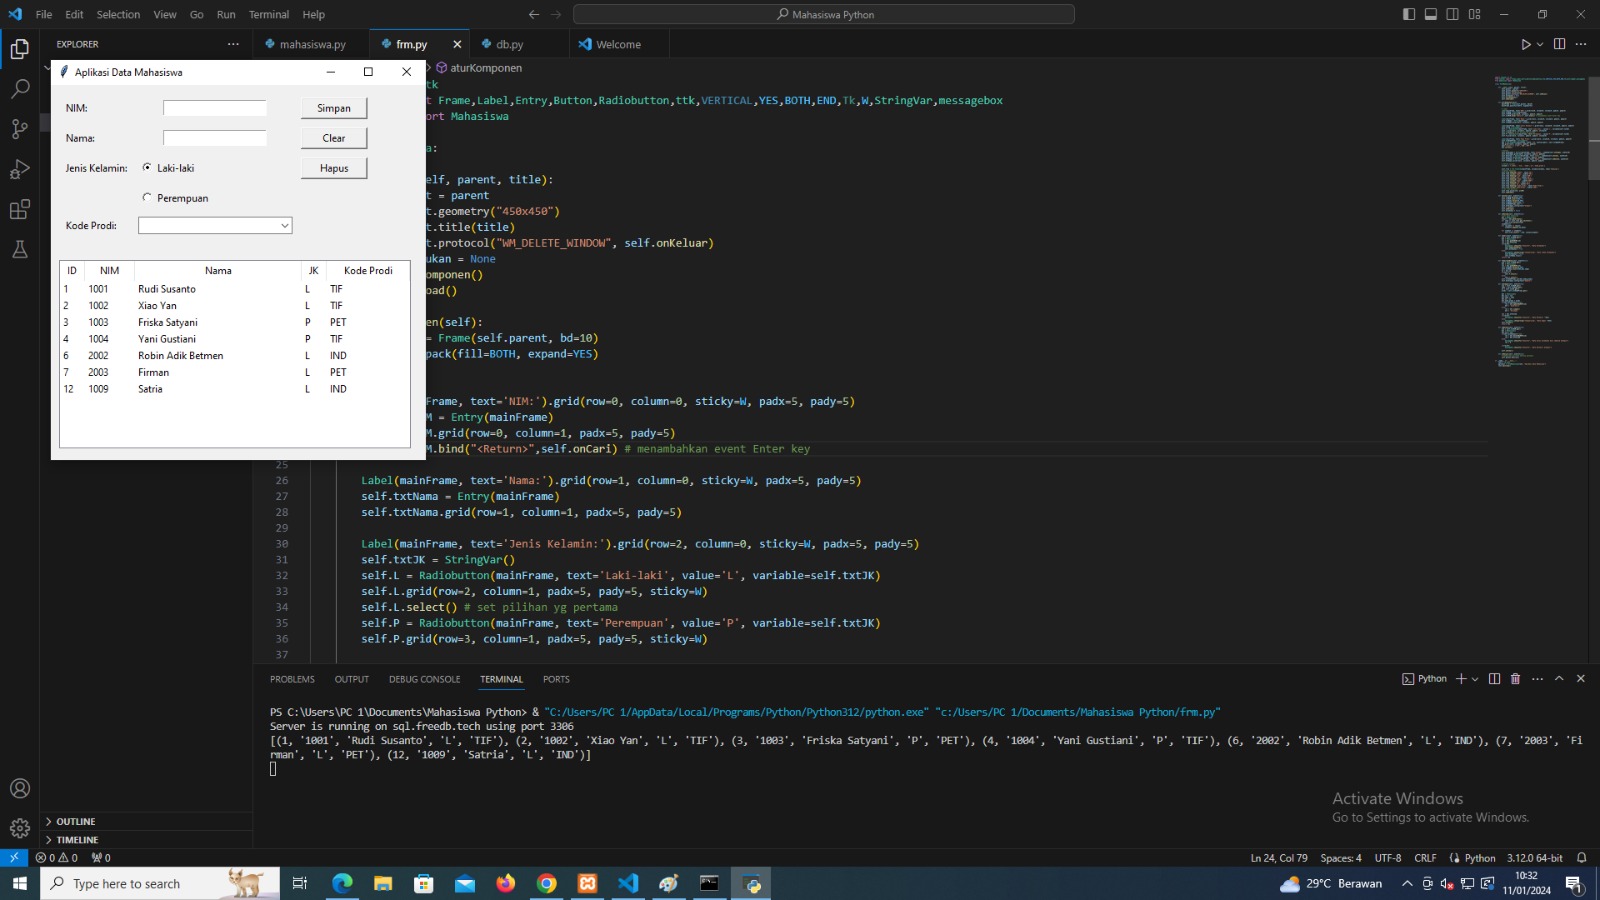 File Edit Selection View Go Run Terminal Help
Mahasiswa Python
EXPLORER
mahasiswa.py
frm.py
db.py
Welcome
aturKomponen
Aplikasi Data Mahasiswa
NIM:
Simpan
Nama:
Clear
Jenis Kelamin:
Laki-laki
Hapus
Perempuan
Kode Prodi:
ID NIM Nama JK Kode Prodi
1 1001 Rudi Susanto L TIF
2 1002 Xiao Yan L TIF
3 1003 Friska Satyani P PET
4 1004 Yani Gustiani P TIF
6 2002 Robin Adik Betmen L IND
7 2003 Firman L PET
12 1009 Satria L IND
tk
t Frame,Label,Entry,Button,Radiobutton,ttk,VERTICAL,YES,BOTH,END,Tk,W,StringVar,messagebox
ort Mahasiswa
a:
elf, parent, title):
t = parent
t.geometry("450x450")
t.title(title)
t.protocol("WM_DELETE_WINDOW", self.onKeluar)
ukan = None
omponen()
oad()
en(self):
= Frame(self.parent, bd=10)
pack(fill=BOTH, expand=YES)
Frame, text='NIM:').grid(row=0, column=0, sticky=W, padx=5, pady=5)
M = Entry(mainFrame)
M.grid(row=0, column=1, padx=5, pady=5)
M.bind("<Return>",self.onCari) # menambahkan event Enter key
25
26 Label(mainFrame, text='Nama:').grid(row=1, column=0, sticky=W, padx=5, pady=5)
27 self.txtNama = Entry(mainFrame)
28 self.txtNama.grid(row=1, column=1, padx=5, pady=5)
29
30 Label(mainFrame, text='Jenis Kelamin:').grid(row=2, column=0, sticky=W, padx=5, pady=5)
31 self.txtJK = StringVar()
32 self.L = Radiobutton(mainFrame, text='Laki-laki', value='L', variable=self.txtJK)
33 self.L.grid(row=2, column=1, padx=5, pady=5, sticky=W)
34 self.L.select() # set pilihan yg pertama
35 self.P = Radiobutton(mainFrame, text='Perempuan', value='P', variable=self.txtJK)
36 self.P.grid(row=3, column=1, padx=5, pady=5, sticky=W)
37
PROBLEMS OUTPUT DEBUG CONSOLE TERMINAL PORTS
Python
PS C:\Users\PC 1\Documents\Mahasiswa Python> & "C:/Users/PC 1/AppData/Local/Programs/Python/Python312/python.exe" "c:/Users/PC 1/Documents/Mahasiswa Python/frm.py"
Server is running on sql.freedb.tech using port 3306
[(1, '1001', 'Rudi Susanto', 'L', 'TIF'), (2, '1002', 'Xiao Yan', 'L', 'TIF'), (3, '1003', 'Friska Satyani', 'P', 'PET'), (4, '1004', 'Yani Gustiani', 'P', 'TIF'), (6, '2002', 'Robin Adik Betmen', 'L', 'IND'), (7, '2003', 'Fi
rman', 'L', 'PET'), (12, '1009', 'Satria', 'L', 'IND')]
Activate Windows
Go to Settings to activate Windows.
OUTLINE
TIMELINE
0 0 0
Ln 24, Col 79 Spaces: 4 UTF-8 CRLF Python 3.12.0 64-bit
Type here to search
29°C Berawan
10:32
11/01/2024
1